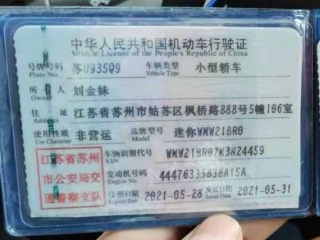 中华人民共和国机动车行驶证
Vehicle License of the People's Republic of China
号牌号码 苏U935Q9 车辆类型 小型轿车
Plate No. Vehicle Type
所有人 刘金妹
Owner
住址 江苏省苏州市姑苏区枫桥路888号5幢106室
Address
使用性质 非营运 品牌型号 迷你WMW21BR0
Use Character Model
江苏省苏州
市公安局交
通警察支队
车辆识别代号 WMW21BR07K3W24459
VIN
发动机号码 44476335B38A15A
Engine No.
注册日期 2021-05-28 发证日期 2021-05-31